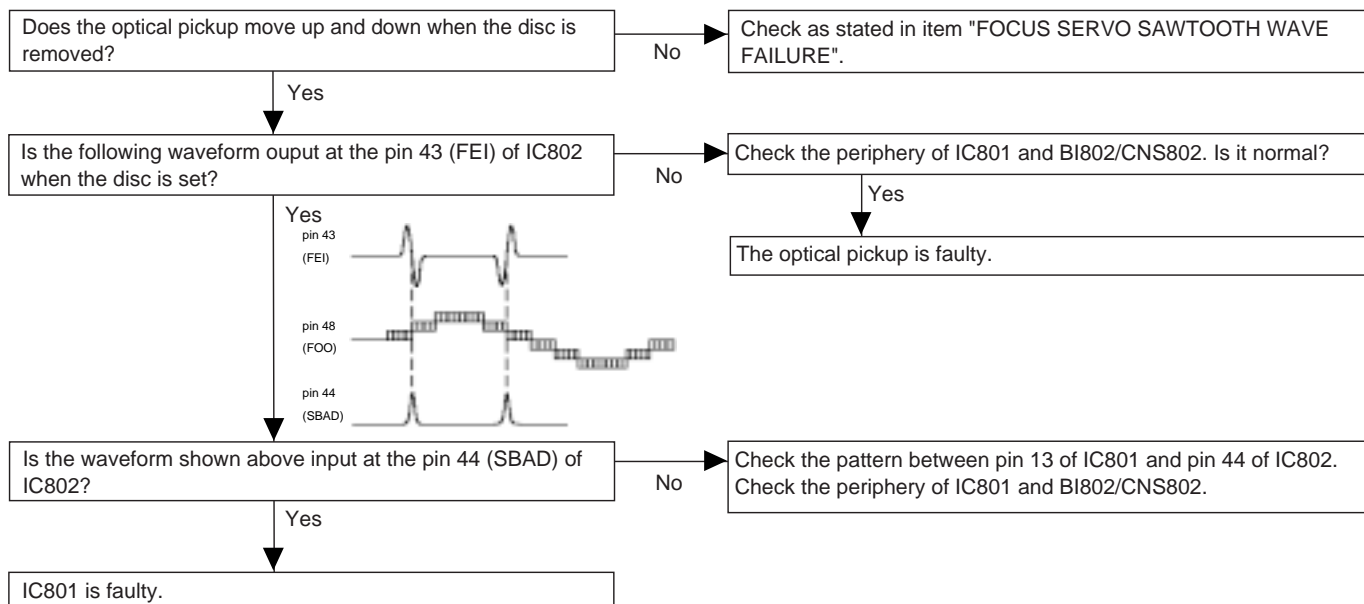 Does the optical pickup move up and down when the disc is
removed?
No
Check as stated in item "FOCUS SERVO SAWTOOTH WAVE
FAILURE".
Yes
Is the following waveform ouput at the pin 43 (FEI) of IC802
when the disc is set?
No
Check the periphery of IC801 and BI802/CNS802. Is it normal?
Yes
The optical pickup is faulty.
Yes
pin 43
(FEI)
pin 48
(FOO)
pin 44
(SBAD)
Is the waveform shown above input at the pin 44 (SBAD) of
IC802?
No
Check the pattern between pin 13 of IC801 and pin 44 of IC802.
Check the periphery of IC801 and BI802/CNS802.
Yes
IC801 is faulty.